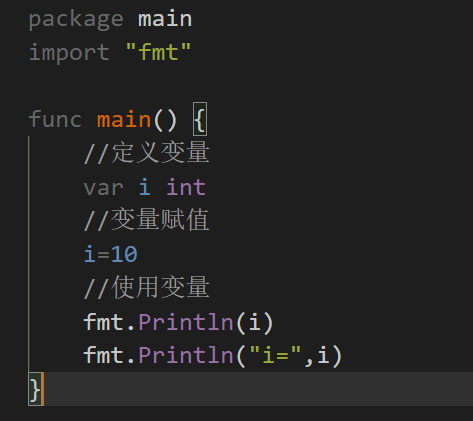 package main
import "fmt"

func main() {
    //定义变量
    var i int
    //变量赋值
    i=10
    //使用变量
    fmt.Println(i)
    fmt.Println("i=",i)
}